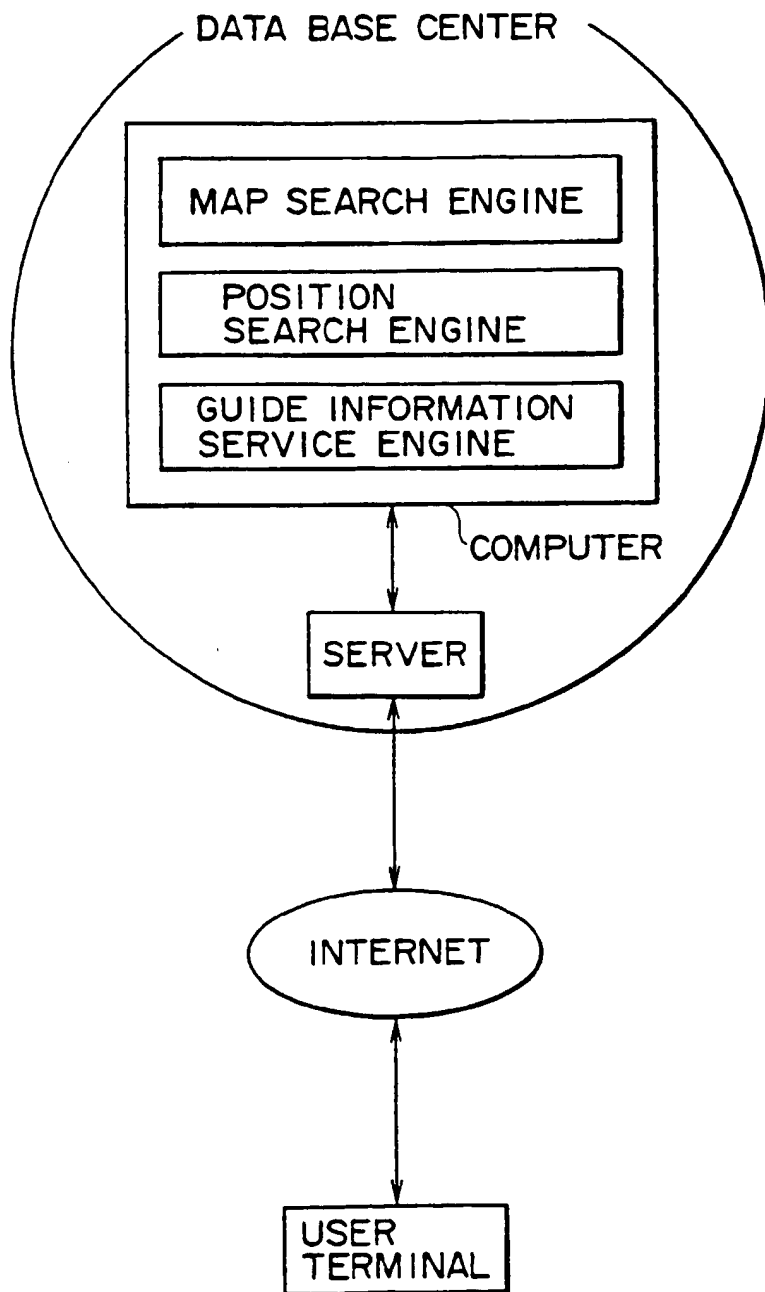 DATA BASE CENTER
MAP SEARCH ENGINE
POSITION
SEARCH ENGINE
GUIDE INFORMATION
SERVICE ENGINE
COMPUTER
SERVER
INTERNET
USER
TERMINAL